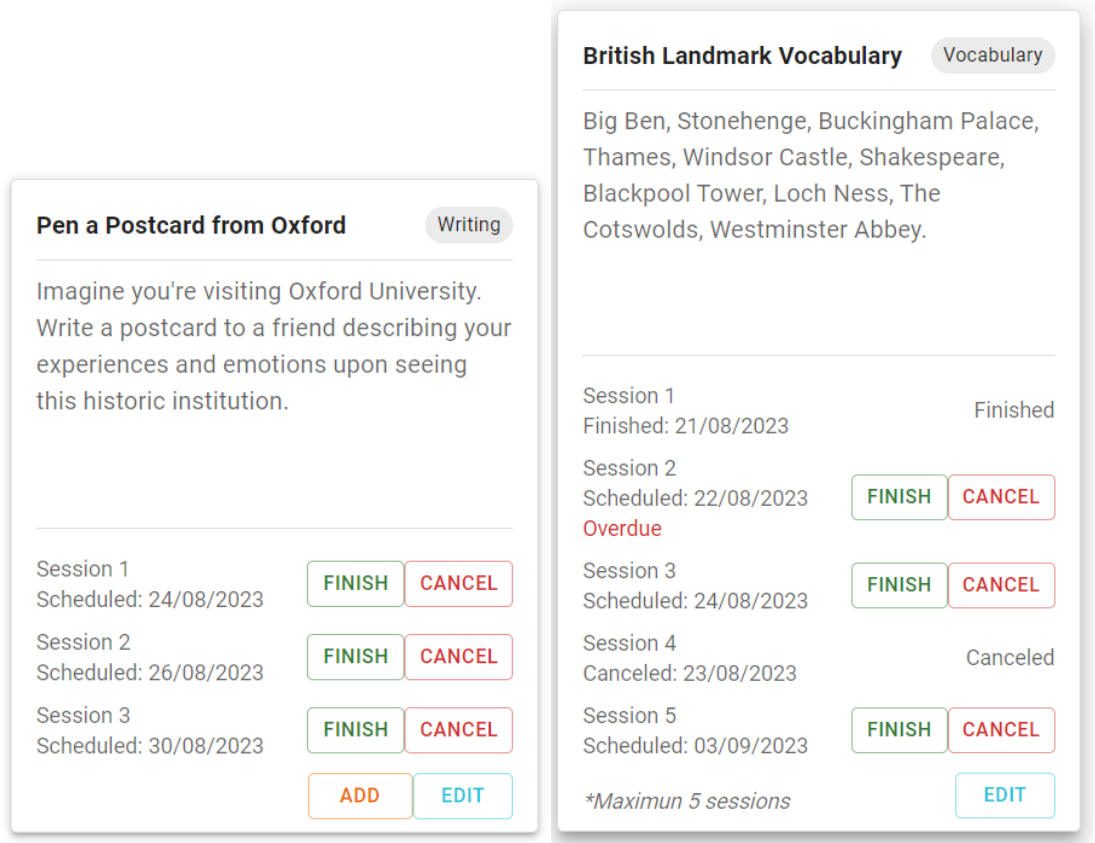 Pen a Postcard from Oxford
Writing
Imagine you're visiting Oxford University.
Write a postcard to a friend describing your
experiences and emotions upon seeing
this historic institution.
Session 1
Scheduled: 24/08/2023
FINISH
CANCEL
Session 2
Scheduled: 26/08/2023
FINISH
CANCEL
Session 3
Scheduled: 30/08/2023
FINISH
CANCEL
ADD
EDIT
British Landmark Vocabulary
Vocabulary
Big Ben, Stonehenge, Buckingham Palace,
Thames, Windsor Castle, Shakespeare,
Blackpool Tower, Loch Ness, The
Cotswolds, Westminster Abbey.
Session 1
Finished: 21/08/2023
Finished
Session 2
Scheduled: 22/08/2023
Overdue
FINISH
CANCEL
Session 3
Scheduled: 24/08/2023
FINISH
CANCEL
Session 4
Canceled: 23/08/2023
Canceled
Session 5
Scheduled: 03/09/2023
FINISH
CANCEL
*Maximun 5 sessions
EDIT